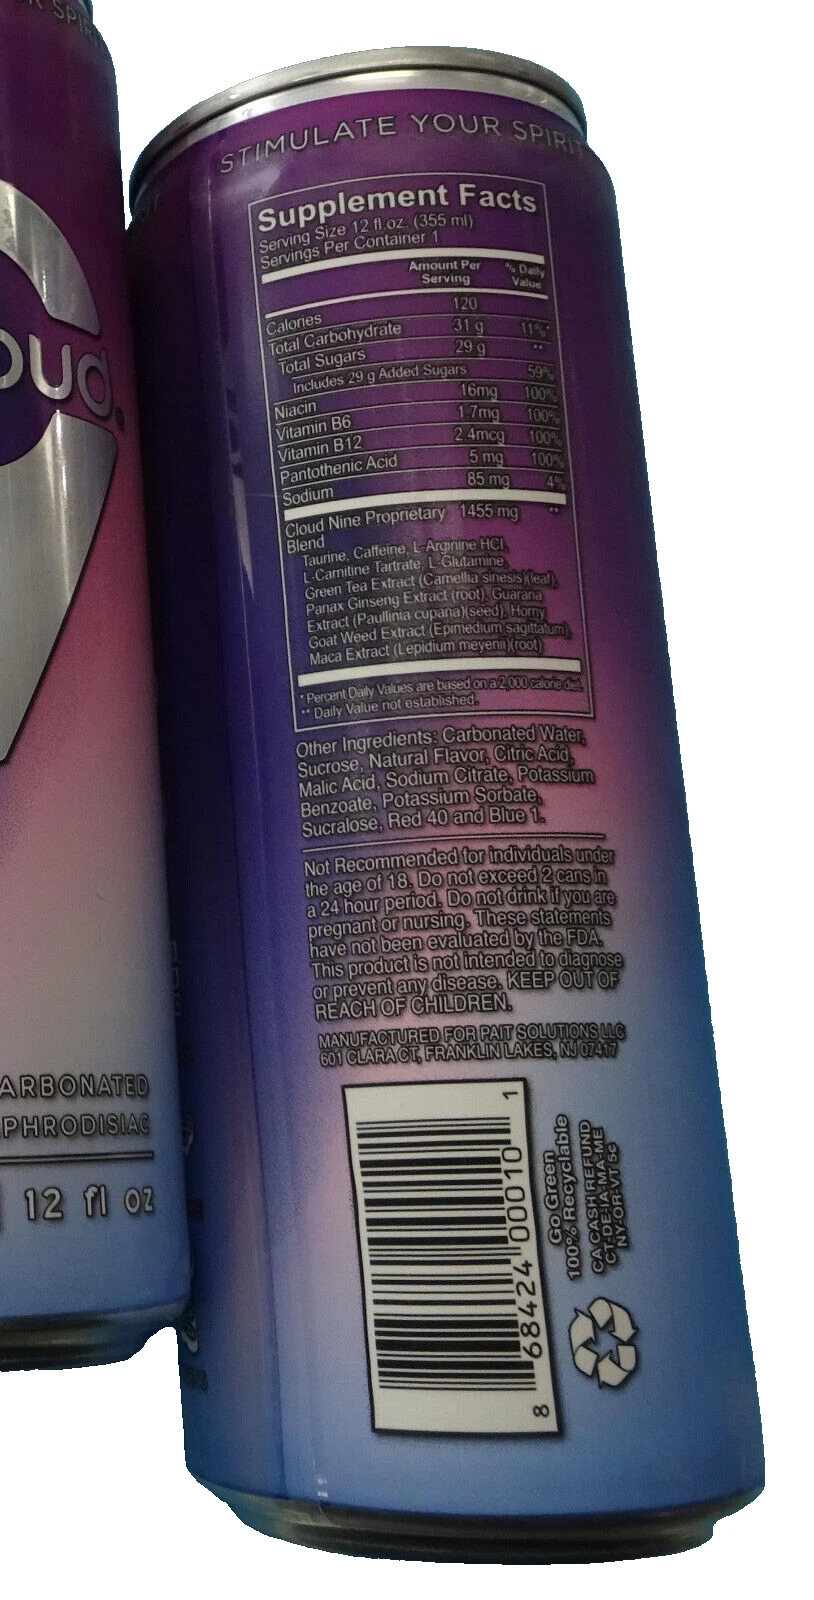 R SPIR
oud.
ARBONATED
PHRODISIAC
12 fl oz
STIMULATE YOUR SPIRIT
Supplement Facts
Serving Size 12 fl.oz. (355 ml)
Servings Per Container 1
Amount Per Serving % Daily Value
Calories 120
Total Carbohydrate 31 g 11%*
Total Sugars 29 g **
Includes 29 g Added Sugars 59%
Niacin 16mg 100%
Vitamin B6 1.7mg 100%
Vitamin B12 2.4mcg 100%
Pantothenic Acid 5 mg 100%
Sodium 85 mg 4%
Cloud Nine Proprietary 1455 mg **
Blend
Taurine, Caffeine, L-Arginine HCl,
L-Carnitine Tartrate, L-Glutamine,
Green Tea Extract (Camellia sinesis)(leaf),
Panax Ginseng Extract (root), Guarana
Extract (Paullinia cupana)(seed), Horny
Goat Weed Extract (Epimedium sagittatum)
Maca Extract (Lepidium meyenii)(root)
* Percent Daily Values are based on a 2,000 calorie diet.
** Daily Value not established.
Other Ingredients: Carbonated Water,
Sucrose, Natural Flavor, Citric Acid,
Malic Acid, Sodium Citrate, Potassium
Benzoate, Potassium Sorbate,
Sucralose, Red 40 and Blue 1.
Not Recommended for individuals under
the age of 18. Do not exceed 2 cans in
a 24 hour period. Do not drink if you are
pregnant or nursing. These statements
have not been evaluated by the FDA.
This product is not intended to diagnose
or prevent any disease. KEEP OUT OF
REACH OF CHILDREN.
MANUFACTURED FOR PAIT SOLUTIONS LLC
601 CLARA CT, FRANKLIN LAKES, NJ 07417
8 68424 00010 1
Go Green
100% Recyclable
CA CASH REFUND
CT-DE-IA-MA-ME
NY-OR-VT 5¢